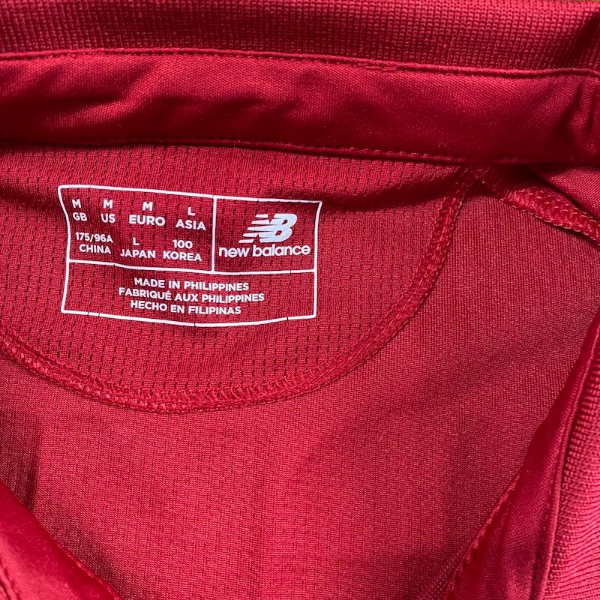 M M M L
GB US EURO ASIA
175/96A L 100
CHINA JAPAN KOREA
NB
new balance
MADE IN PHILIPPINES
FABRIQUÉ AUX PHILIPPINES
HECHO EN FILIPINAS